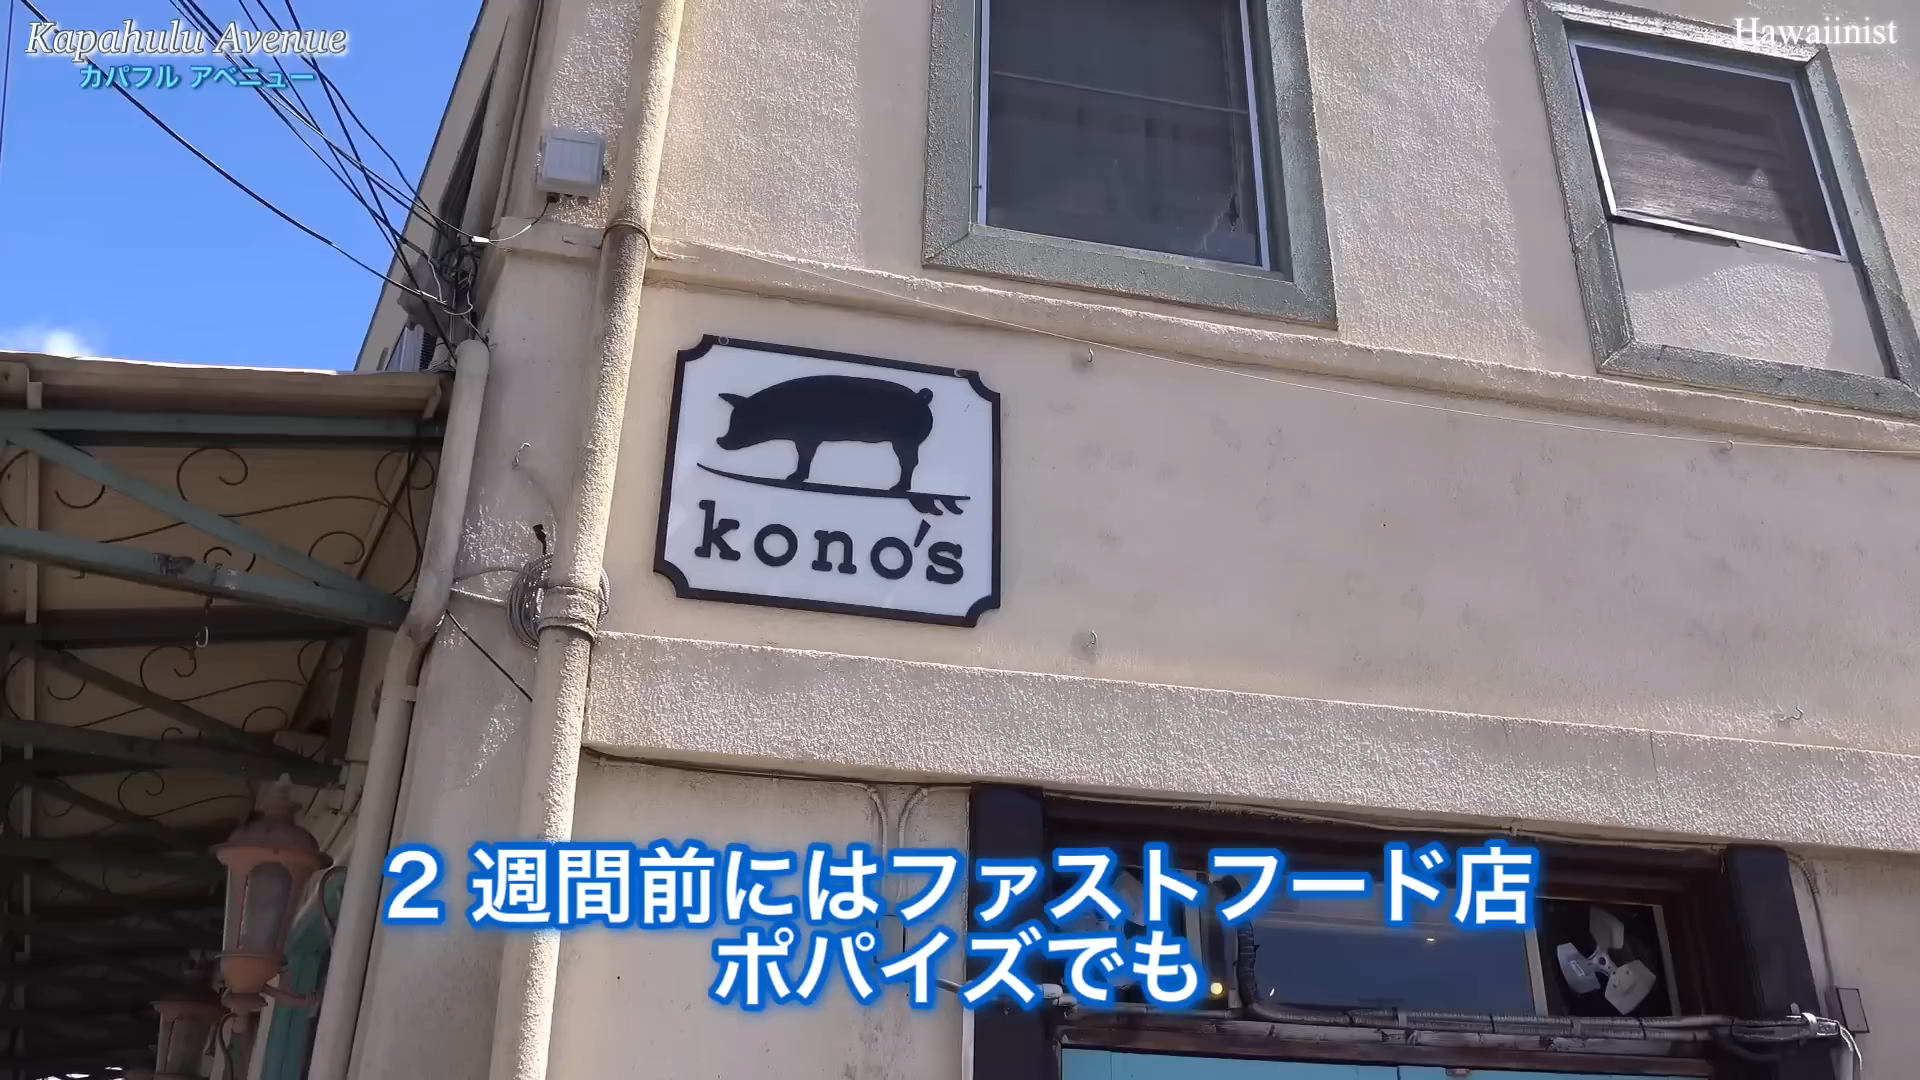 Kapahulu Avenue
カパフル アベニュー
Hawaiinist
kono's
2週間前にはファストフード店
ポパイズでも